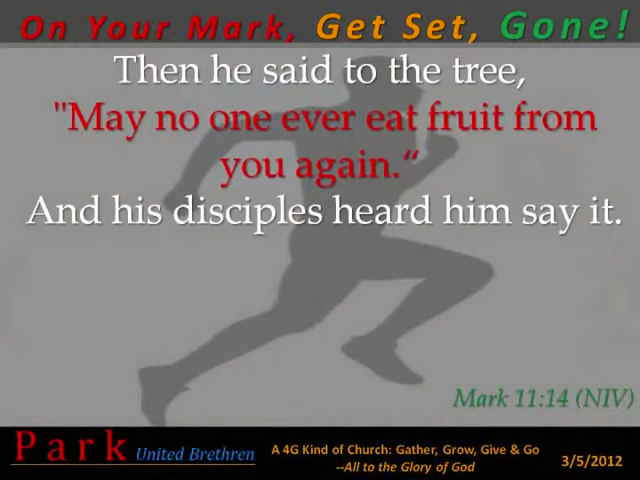 On Your Mark, Get Set, Gone!
Then he said to the tree,
"May no one ever eat fruit from
you again.“
And his disciples heard him say it.
Mark 11:14 (NIV)
Park United Brethren
A 4G Kind of Church: Gather, Grow, Give & Go
--All to the Glory of God
3/5/2012